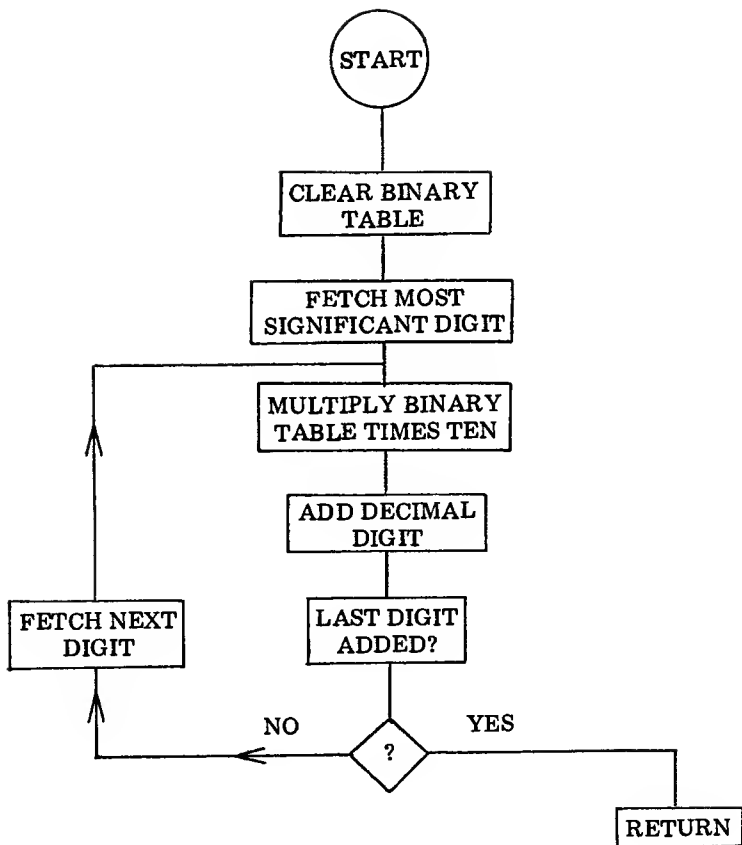 START
CLEAR BINARY
TABLE
FETCH MOST
SIGNIFICANT DIGIT
MULTIPLY BINARY
TABLE TIMES TEN
ADD DECIMAL
DIGIT
FETCH NEXT
DIGIT
LAST DIGIT
ADDED?
NO
?
YES
RETURN